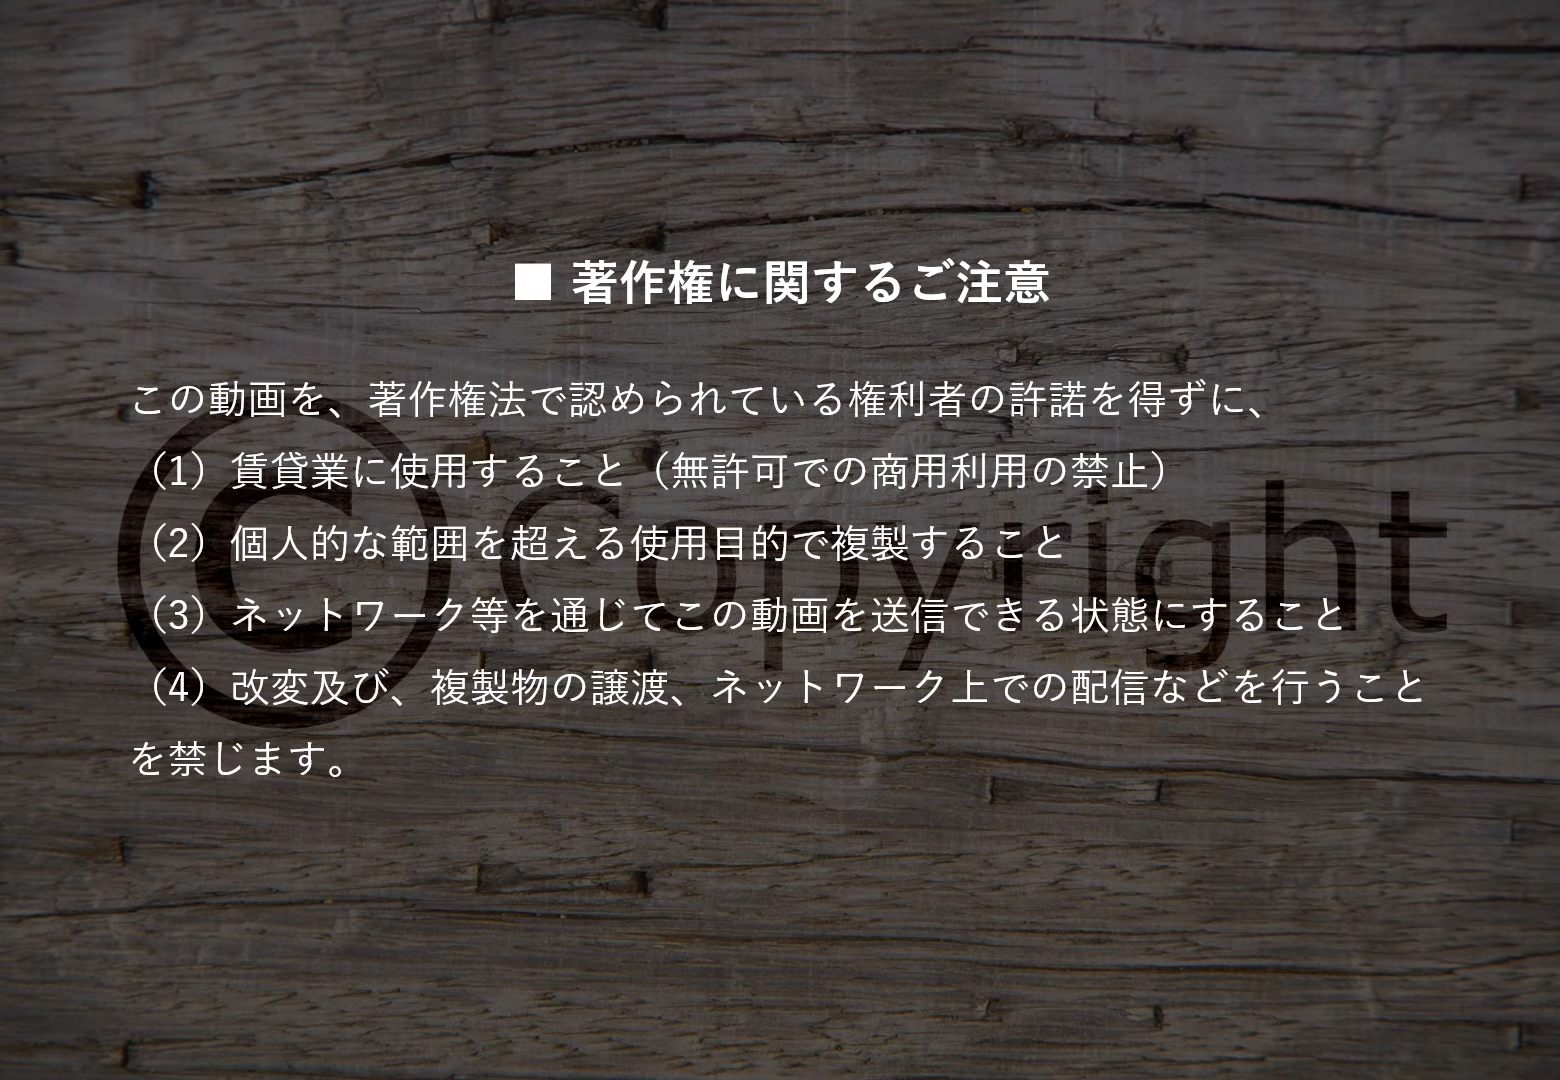 ■ 著作権に関するご注意
この動画を、著作権法で認められている権利者の許諾を得ずに、
（1）賃貸業に使用すること（無許可での商用利用の禁止）
（2）個人的な範囲を超える使用目的で複製すること
（3）ネットワーク等を通じてこの動画を送信できる状態にすること
（4）改変及び、複製物の譲渡、ネットワーク上での配信などを行うこと
を禁じます。
©Copyright